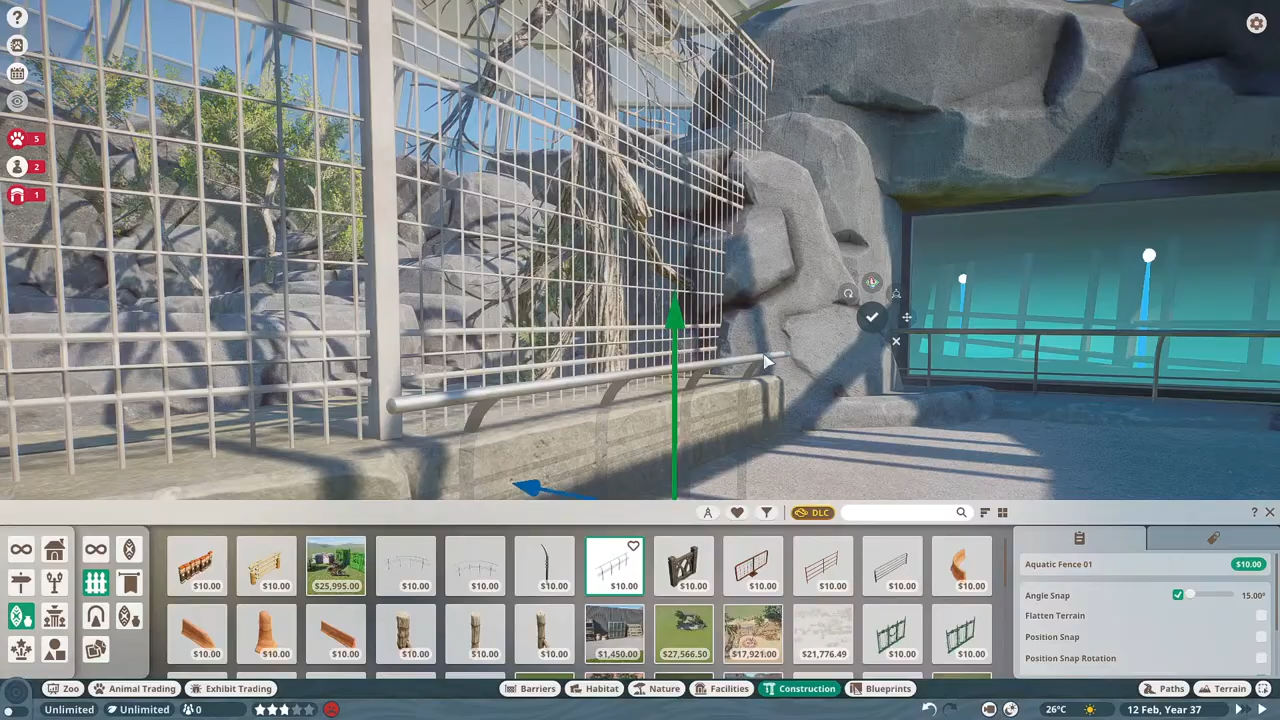 ?
5
2
1
DLC
?
$10.00 $10.00 $25,995.00 $10.00 $10.00 $10.00 $10.00 $10.00 $10.00 $10.00 $10.00 $10.00
$10.00 $10.00 $10.00 $10.00 $10.00 $10.00 $1,450.00 $27,566.50 $17,921.00 $21,776.49 $10.00 $10.00
Aquatic Fence 01 $10.00
Angle Snap 15.00°
Flatten Terrain
Position Snap
Position Snap Rotation
Zoo Animal Trading Exhibit Trading Barriers Habitat Nature Facilities Construction Blueprints Paths Terrain
Unlimited Unlimited 0 26°C 12 Feb, Year 37